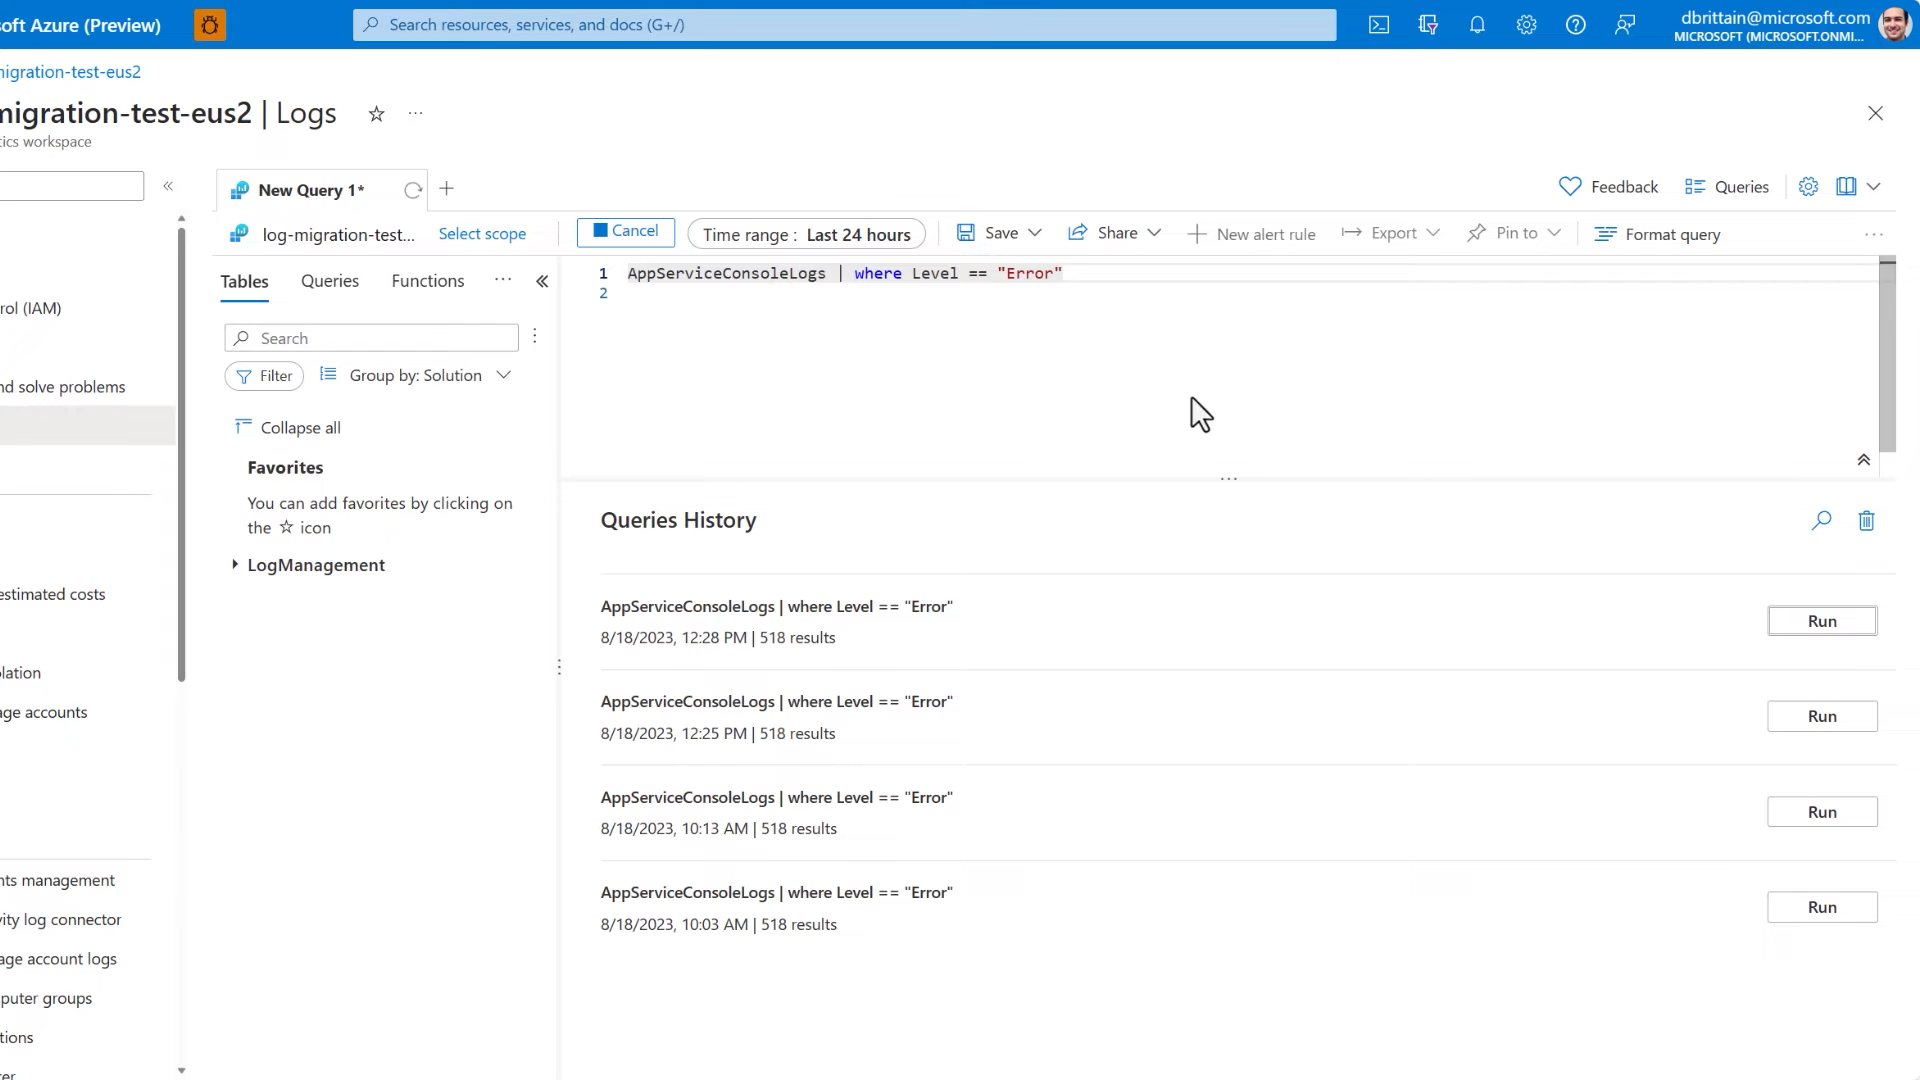 oft Azure (Preview)
Search resources, services, and docs (G+/)
dbrittain@microsoft.com
MICROSOFT (MICROSOFT.ONMI...
nigration-test-eus2
nigration-test-eus2 | Logs
tics workspace
New Query 1*
Feedback
Queries
log-migration-test...
Select scope
Cancel
Time range : Last 24 hours
Save
Share
New alert rule
Export
Pin to
Format query
Tables
Queries
Functions
1 AppServiceConsoleLogs | where Level == "Error"
2
rol (IAM)
Search
Filter
Group by: Solution
nd solve problems
Collapse all
Favorites
You can add favorites by clicking on
the ☆ icon
LogManagement
estimated costs
lation
age accounts
nts management
vity log connector
age account logs
puter groups
tions
Queries History
AppServiceConsoleLogs | where Level == "Error"
8/18/2023, 12:28 PM | 518 results
Run
AppServiceConsoleLogs | where Level == "Error"
8/18/2023, 12:25 PM | 518 results
Run
AppServiceConsoleLogs | where Level == "Error"
8/18/2023, 10:13 AM | 518 results
Run
AppServiceConsoleLogs | where Level == "Error"
8/18/2023, 10:03 AM | 518 results
Run